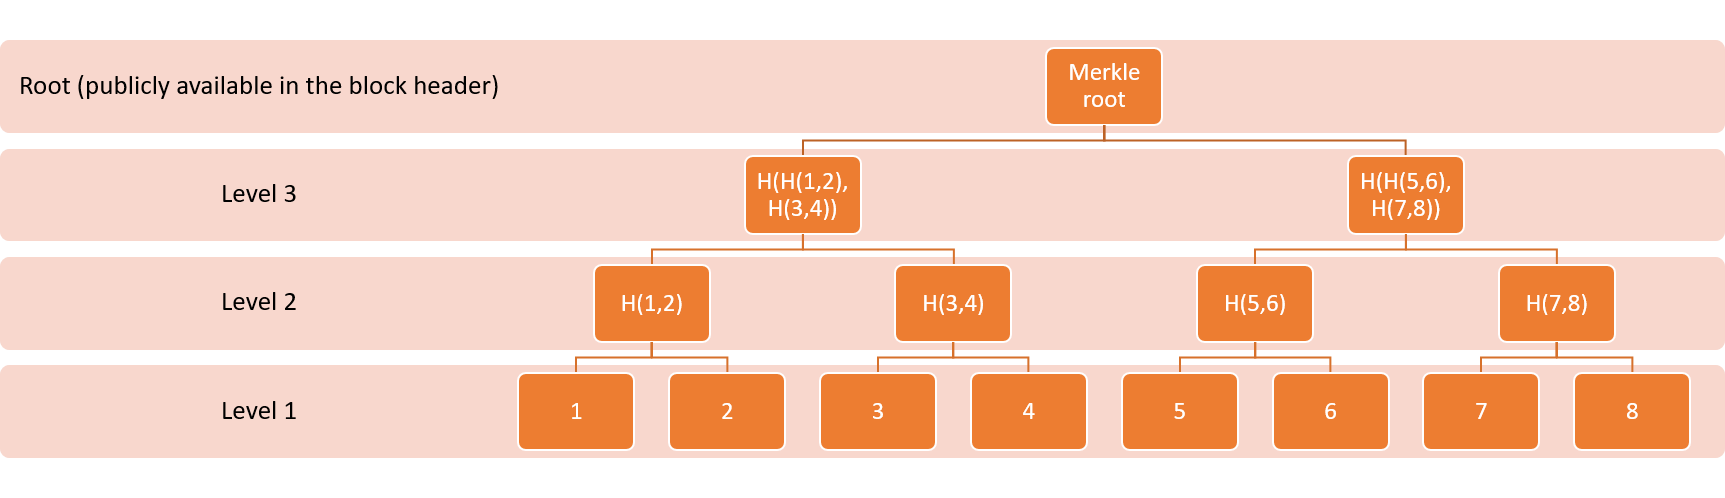 Root (publicly available in the block header)
Merkle
root
Level 3
H(H(1,2),
H(3,4))
H(H(5,6),
H(7,8))
Level 2
H(1,2)
H(3,4)
H(5,6)
H(7,8)
Level 1
1
2
3
4
5
6
7
8